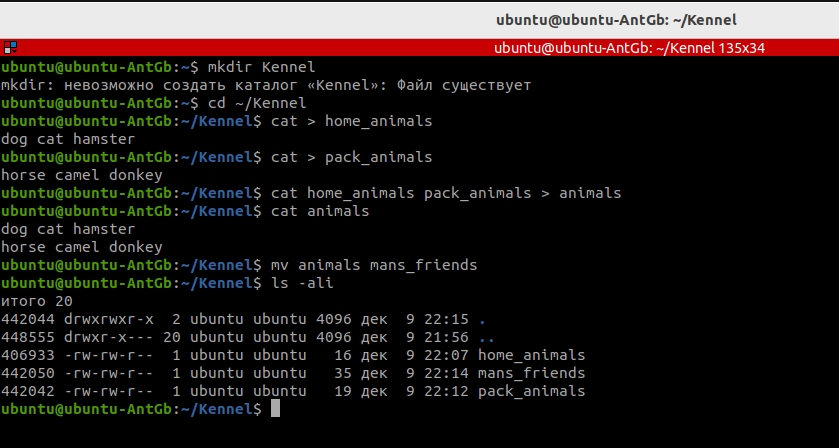 ubuntu@ubuntu-AntGb: ~/Kennel
ubuntu@ubuntu-AntGb: ~/Kennel 135x34
ubuntu@ubuntu-AntGb:~$ mkdir Kennel
mkdir: невозможно создать каталог «Kennel»: Файл существует
ubuntu@ubuntu-AntGb:~$ cd ~/Kennel
ubuntu@ubuntu-AntGb:~/Kennel$ cat > home_animals
dog cat hamster
ubuntu@ubuntu-AntGb:~/Kennel$ cat > pack_animals
horse camel donkey
ubuntu@ubuntu-AntGb:~/Kennel$ cat home_animals pack_animals > animals
ubuntu@ubuntu-AntGb:~/Kennel$ cat animals
dog cat hamster
horse camel donkey
ubuntu@ubuntu-AntGb:~/Kennel$ mv animals mans_friends
ubuntu@ubuntu-AntGb:~/Kennel$ ls -ali
итого 20
442044 drwxrwxr-x  2 ubuntu ubuntu 4096 дек  9 22:15 .
448555 drwxr-x--- 20 ubuntu ubuntu 4096 дек  9 21:56 ..
406933 -rw-rw-r--  1 ubuntu ubuntu   16 дек  9 22:07 home_animals
442050 -rw-rw-r--  1 ubuntu ubuntu   35 дек  9 22:14 mans_friends
442042 -rw-rw-r--  1 ubuntu ubuntu   19 дек  9 22:12 pack_animals
ubuntu@ubuntu-AntGb:~/Kennel$